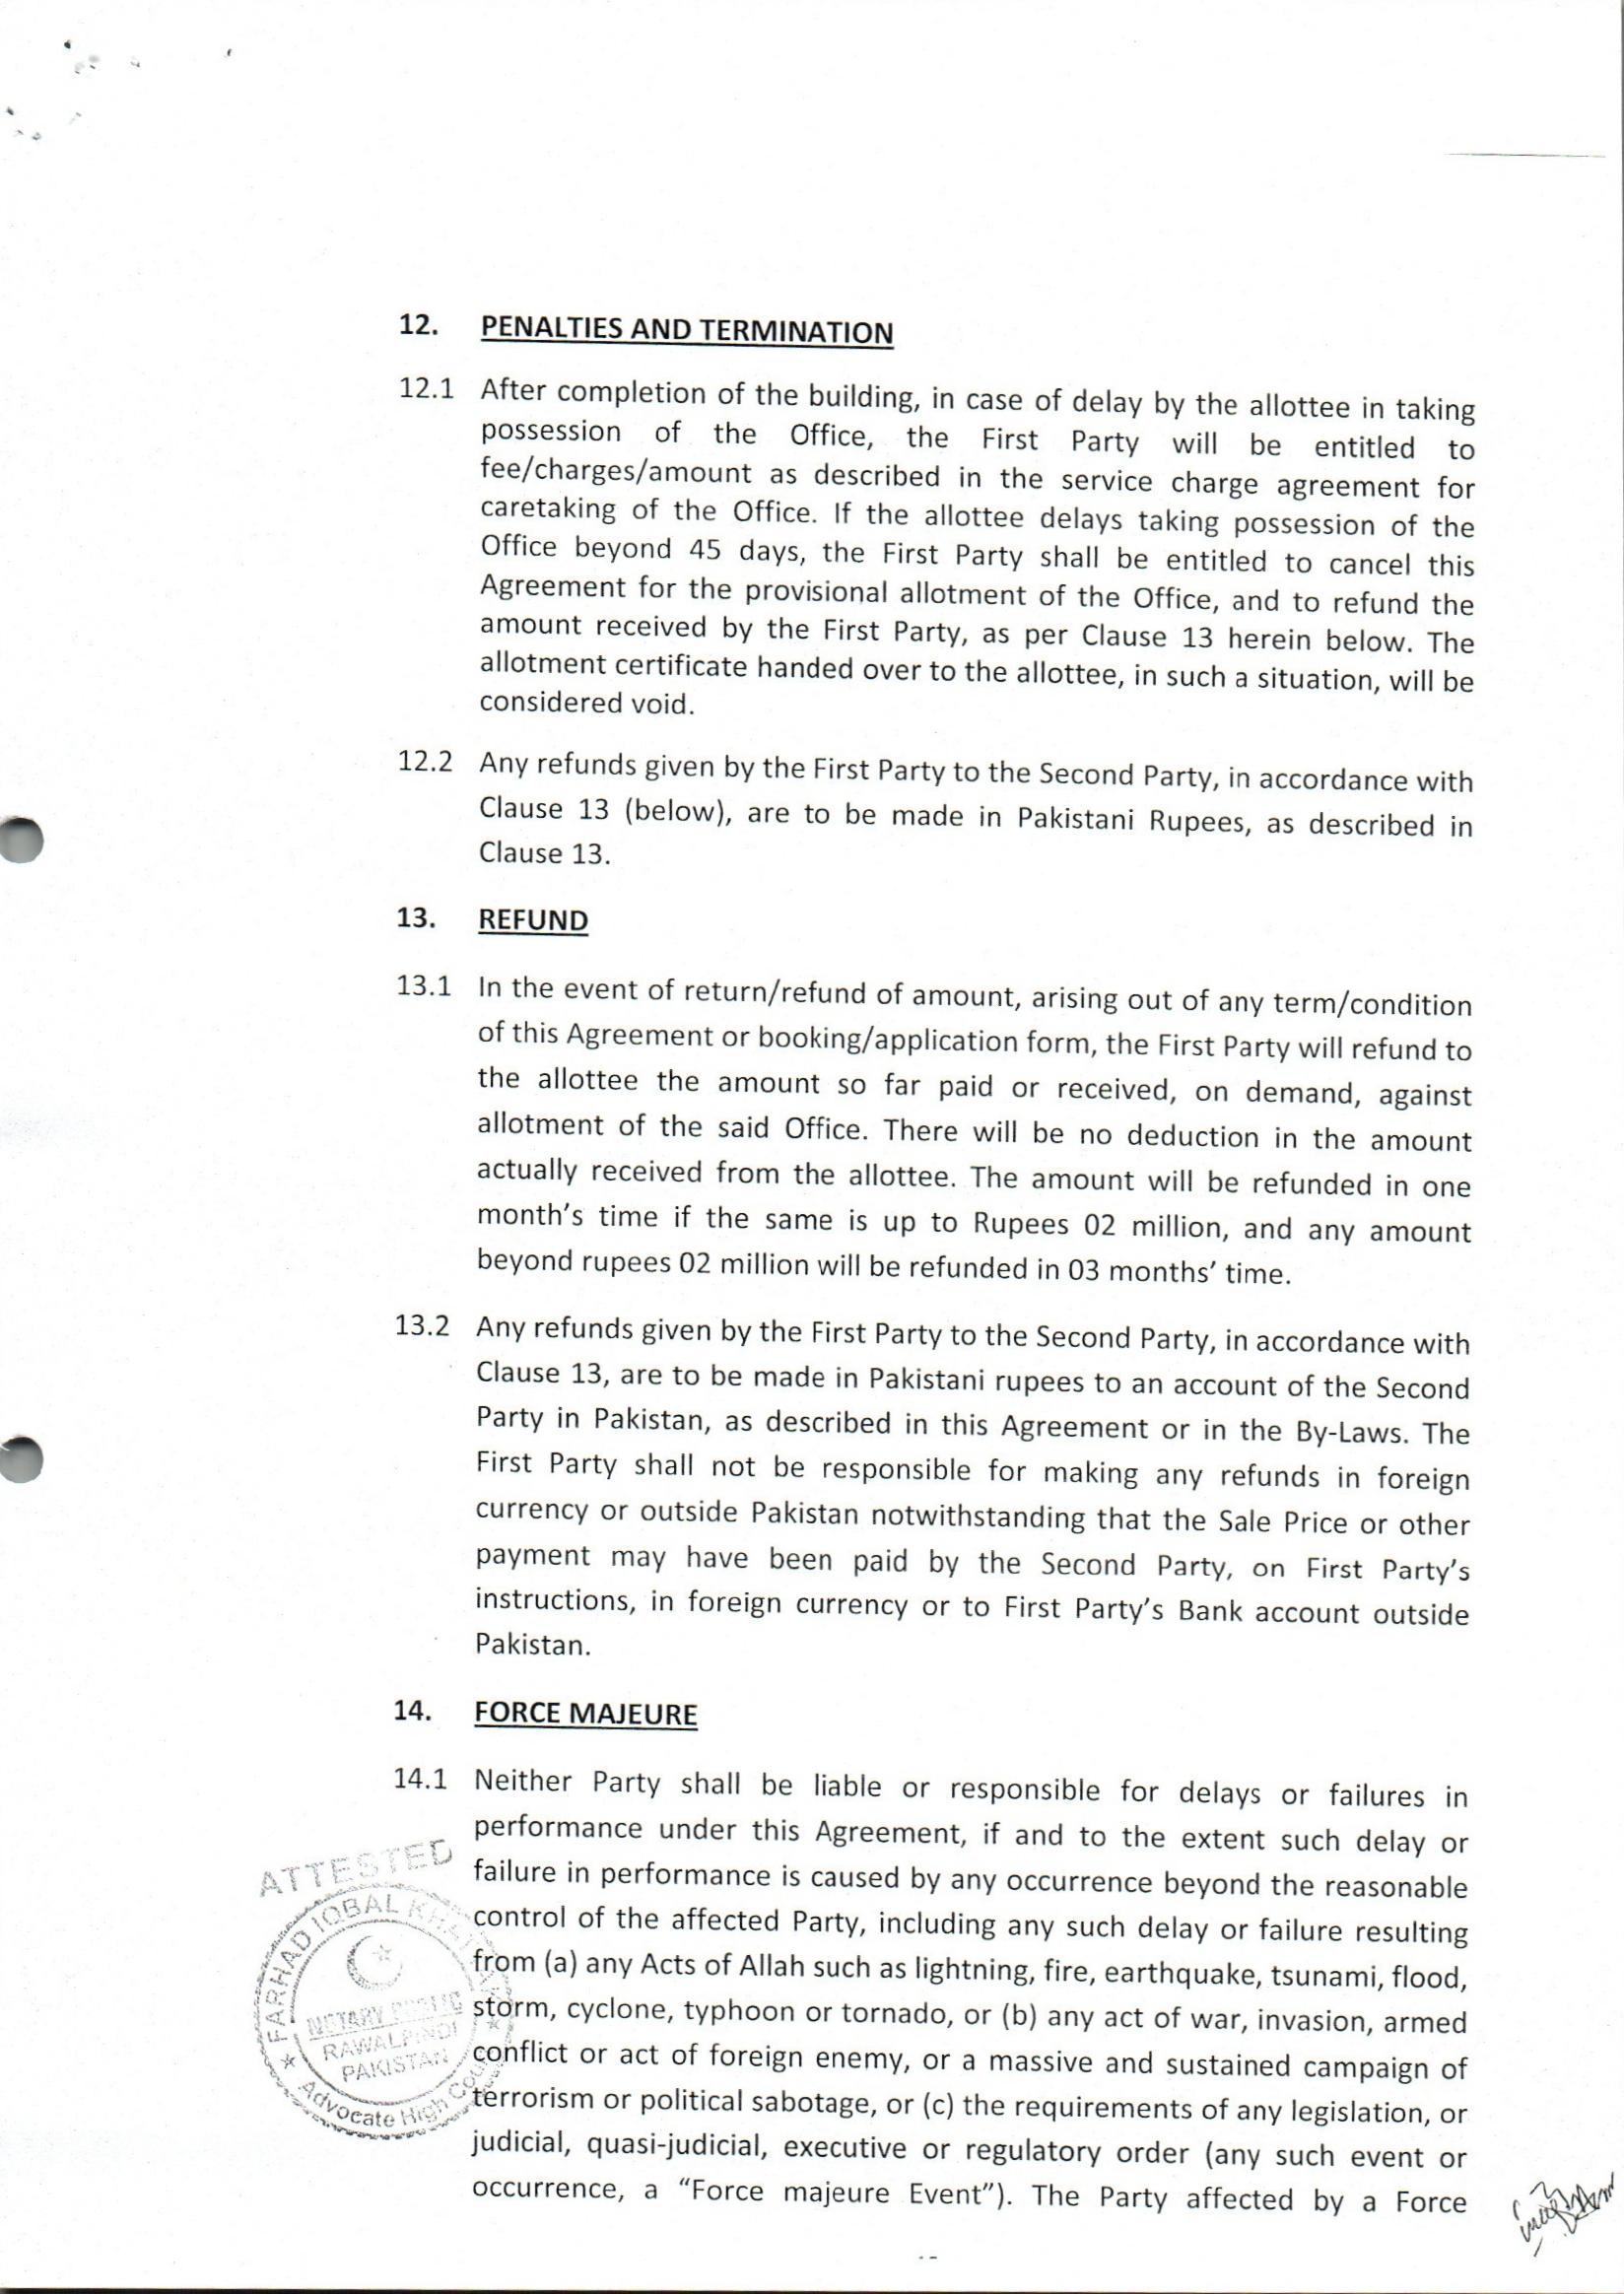 12. PENALTIES AND TERMINATION
12.1 After completion of the building, in case of delay by the allottee in taking
possession of the Office, the First Party will be entitled to
fee/charges/amount as described in the service charge agreement for
caretaking of the Office. If the allottee delays taking possession of the
Office beyond 45 days, the First Party shall be entitled to cancel this
Agreement for the provisional allotment of the Office, and to refund the
amount received by the First Party, as per Clause 13 herein below. The
allotment certificate handed over to the allottee, in such a situation, will be
considered void.
12.2 Any refunds given by the First Party to the Second Party, in accordance with
Clause 13 (below), are to be made in Pakistani Rupees, as described in
Clause 13.
13. REFUND
13.1 In the event of return/refund of amount, arising out of any term/condition
of this Agreement or booking/application form, the First Party will refund to
the allottee the amount so far paid or received, on demand, against
allotment of the said Office. There will be no deduction in the amount
actually received from the allottee. The amount will be refunded in one
month's time if the same is up to Rupees 02 million, and any amount
beyond rupees 02 million will be refunded in 03 months' time.
13.2 Any refunds given by the First Party to the Second Party, in accordance with
Clause 13, are to be made in Pakistani rupees to an account of the Second
Party in Pakistan, as described in this Agreement or in the By-Laws. The
First Party shall not be responsible for making any refunds in foreign
currency or outside Pakistan notwithstanding that the Sale Price or other
payment may have been paid by the Second Party, on First Party's
instructions, in foreign currency or to First Party's Bank account outside
Pakistan.
14. FORCE MAJEURE
14.1 Neither Party shall be liable or responsible for delays or failures in
performance under this Agreement, if and to the extent such delay or
failure in performance is caused by any occurrence beyond the reasonable
control of the affected Party, including any such delay or failure resulting
from (a) any Acts of Allah such as lightning, fire, earthquake, tsunami, flood,
storm, cyclone, typhoon or tornado, or (b) any act of war, invasion, armed
conflict or act of foreign enemy, or a massive and sustained campaign of
terrorism or political sabotage, or (c) the requirements of any legislation, or
judicial, quasi-judicial, executive or regulatory order (any such event or
occurrence, a “Force majeure Event”). The Party affected by a Force
ATTESTED
FARHAD IQBAL
NOTARY PUBLIC
RAWALPINDI
PAKISTAN
Advocate High